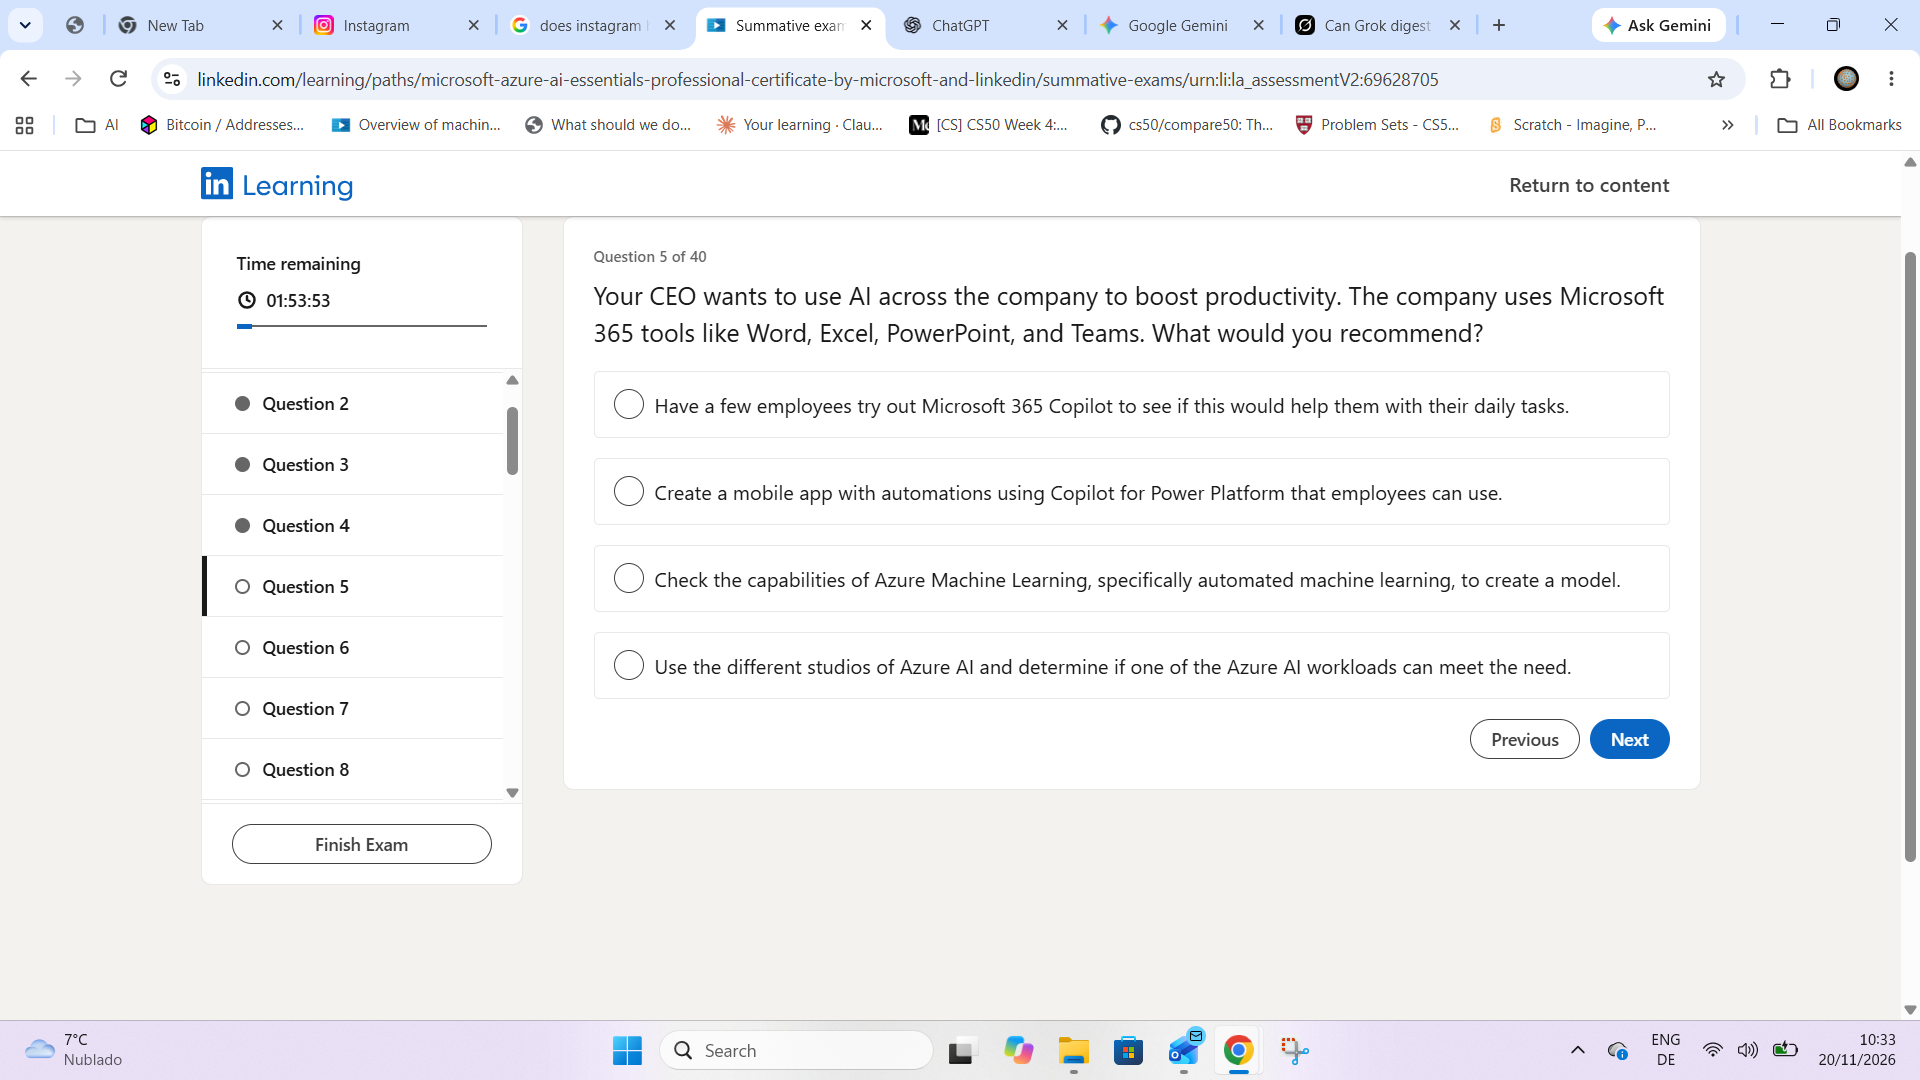 New Tab
Instagram
does instagram
Summative exam
ChatGPT
Google Gemini
Can Grok digest
Ask Gemini
linkedin.com/learning/paths/microsoft-azure-ai-essentials-professional-certificate-by-microsoft-and-linkedin/summative-exams/urn:li:la_assessmentV2:69628705
AI
Bitcoin / Addresses...
Overview of machin...
What should we do...
Your learning · Clau...
[CS] CS50 Week 4:...
cs50/compare50: Th...
Problem Sets - CS5...
Scratch - Imagine, P...
All Bookmarks
in Learning
Return to content
Time remaining
01:53:53
Question 2
Question 3
Question 4
Question 5
Question 6
Question 7
Question 8
Finish Exam
Question 5 of 40
Your CEO wants to use AI across the company to boost productivity. The company uses Microsoft
365 tools like Word, Excel, PowerPoint, and Teams. What would you recommend?
Have a few employees try out Microsoft 365 Copilot to see if this would help them with their daily tasks.
Create a mobile app with automations using Copilot for Power Platform that employees can use.
Check the capabilities of Azure Machine Learning, specifically automated machine learning, to create a model.
Use the different studios of Azure AI and determine if one of the Azure AI workloads can meet the need.
Previous
Next
7°C
Nublado
Search
ENG
DE
10:33
20/11/2026